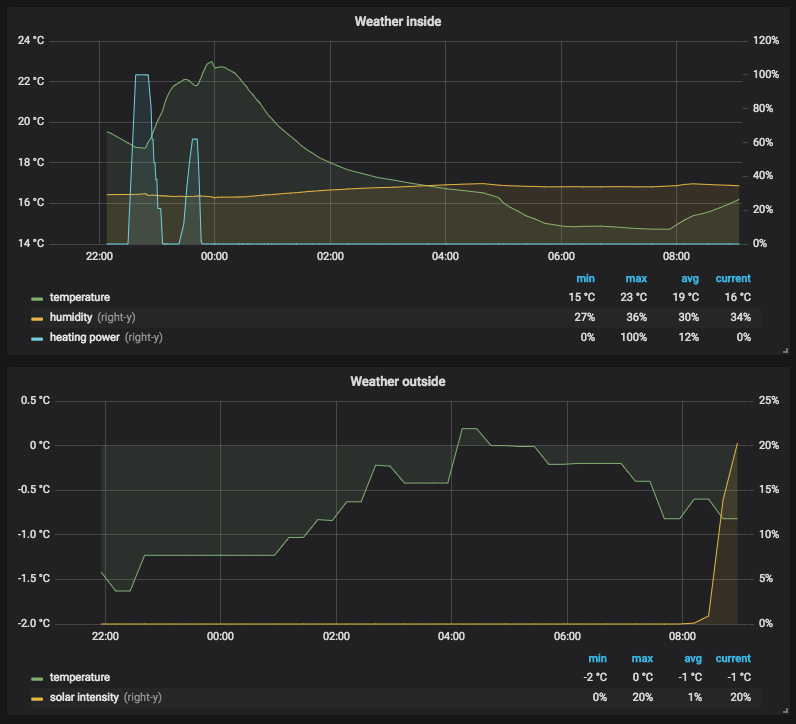 Weather inside
24 °C 120%
22 °C 100%
80%
20 °C
60%
18 °C
40%
16 °C
20%
14 °C 0%
22:00 00:00 02:00 04:00 06:00 08:00
min max avg current
temperature 15 °C 23 °C 19 °C 16 °C
humidity (right-y) 27% 36% 30% 34%
heating power (right-y) 0% 100% 12% 0%
Weather outside
0.5 °C 25%
0 °C 20%
-0.5 °C 15%
-1.0 °C 10%
-1.5 °C 5%
-2.0 °C 0%
22:00 00:00 02:00 04:00 06:00 08:00
min max avg current
temperature -2 °C 0 °C -1 °C -1 °C
solar intensity (right-y) 0% 20% 1% 20%